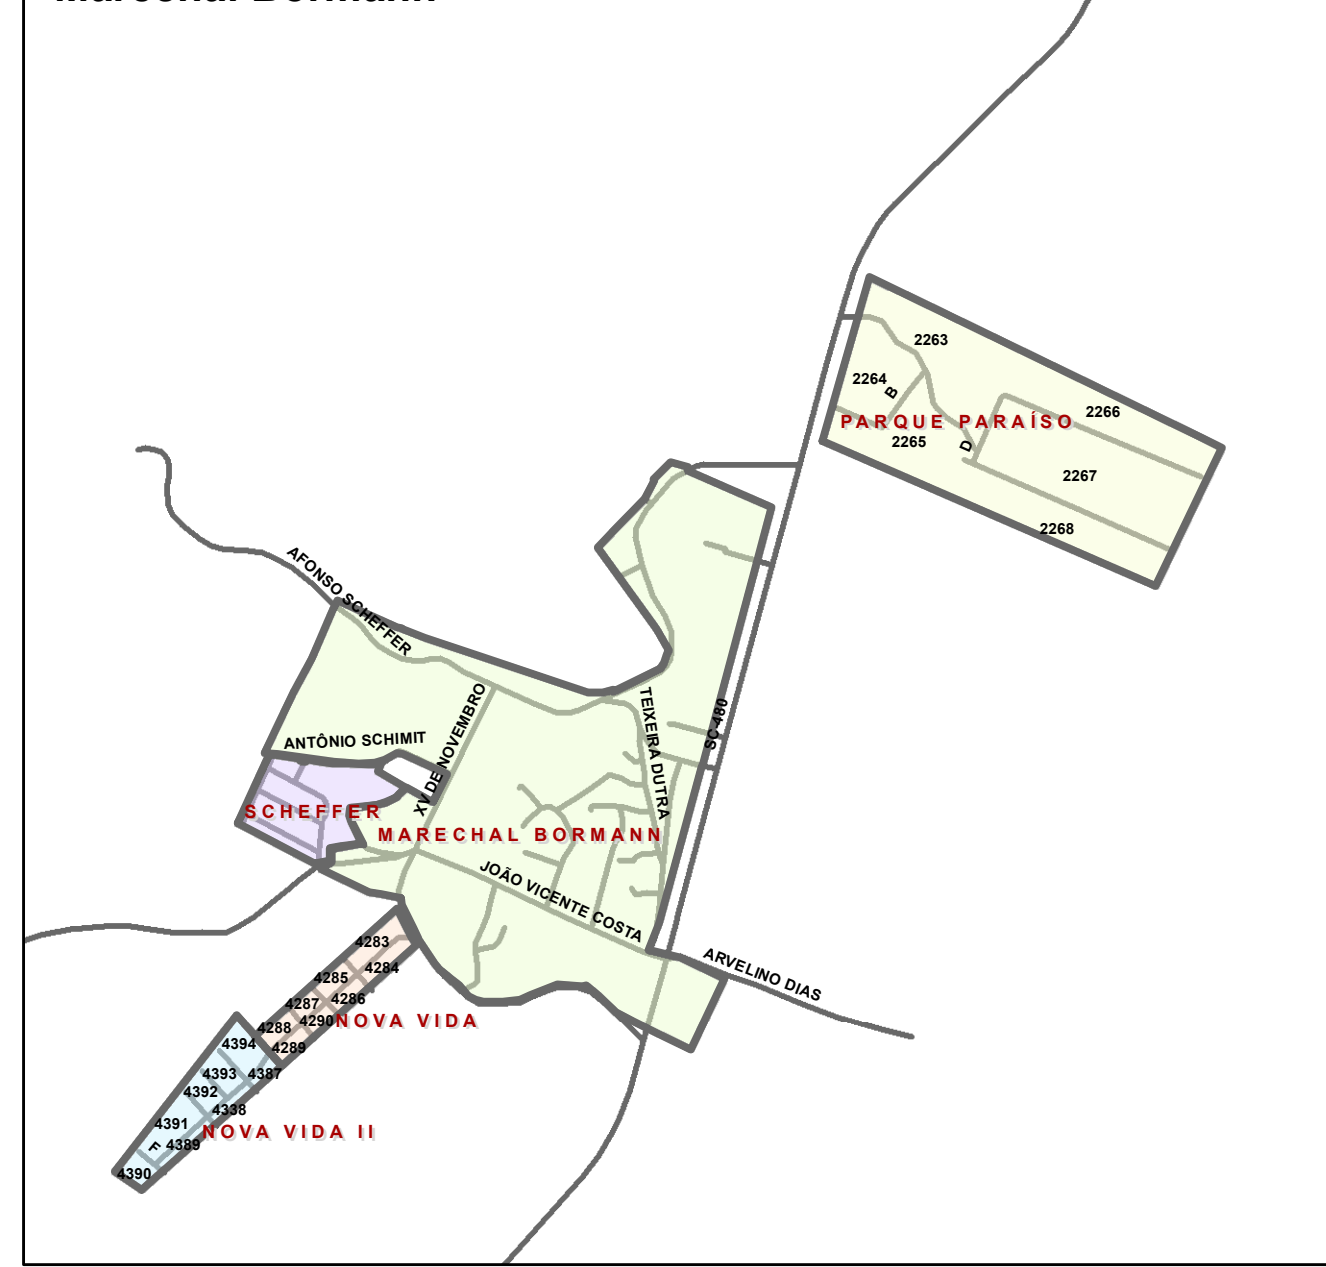 Marechal Bormann
2263
2264
B
2266
PARQUE PARAÍSO
2265
D
2267
2268
AFONSO SCHEFFER
XV DE NOVEMBRO
TEIXEIRA DUTRA
SC-480
ANTÔNIO SCHIMIT
SCHEFFER
MARECHAL BORMANN
JOÃO VICENTE COSTA
ARVELINO DIAS
4283
4284
4285
4286
4287
4290
NOVA VIDA
4288
4289
4394
4393
4387
4392
4338
4391
NOVA VIDA II
F
4389
4390